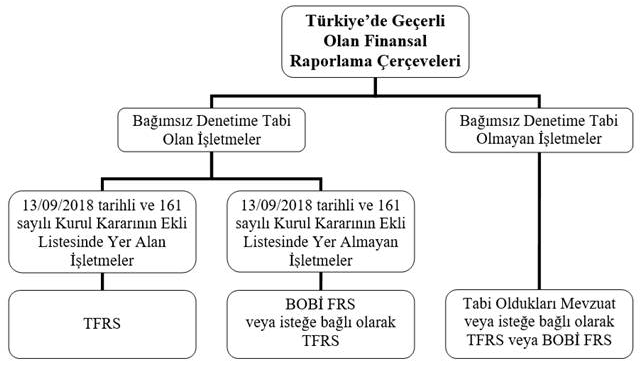 Türkiye’de Geçerli
Olan Finansal
Raporlama Çerçeveleri
Bağımsız Denetime Tabi
Olan İşletmeler
Bağımsız Denetime Tabi
Olmayan İşletmeler
13/09/2018 tarihli ve 161
sayılı Kurul Kararının Ekli
Listesinde Yer Alan
İşletmeler
13/09/2018 tarihli ve 161
sayılı Kurul Kararının Ekli
Listesinde Yer Almayan
İşletmeler
TFRS
BOBİ FRS
veya isteğe bağlı olarak
TFRS
Tabi Oldukları Mevzuat
veya isteğe bağlı olarak
TFRS veya BOBİ FRS